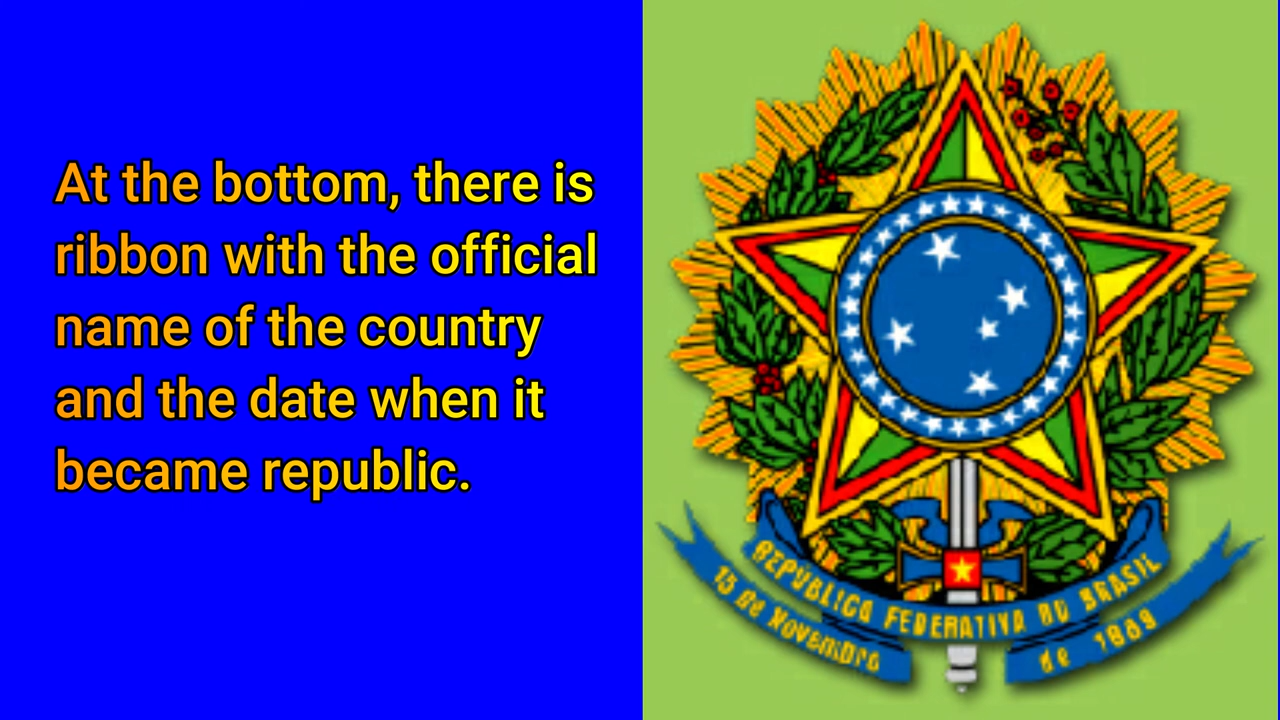 At the bottom, there is
ribbon with the official
name of the country
and the date when it
became republic.
REPUBLICA FEDERATIVA DO BRASIL
15 de Novembro
de 1889